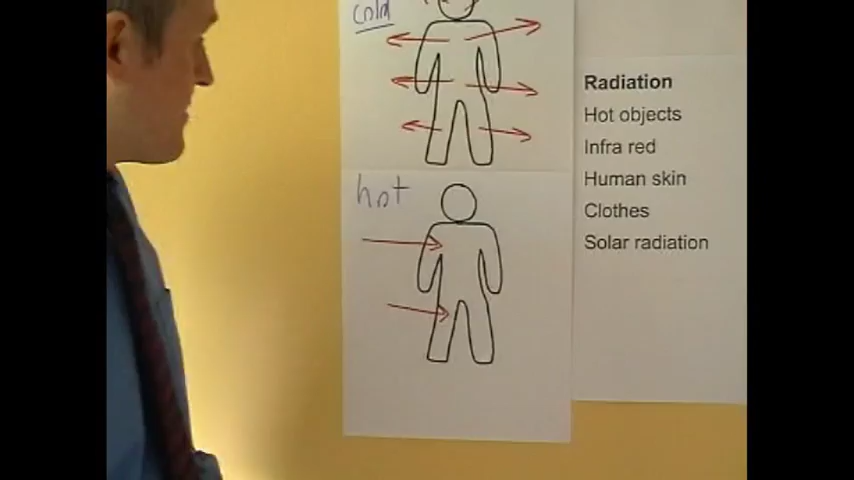 cold
hot
Radiation
Hot objects
Infra red
Human skin
Clothes
Solar radiation